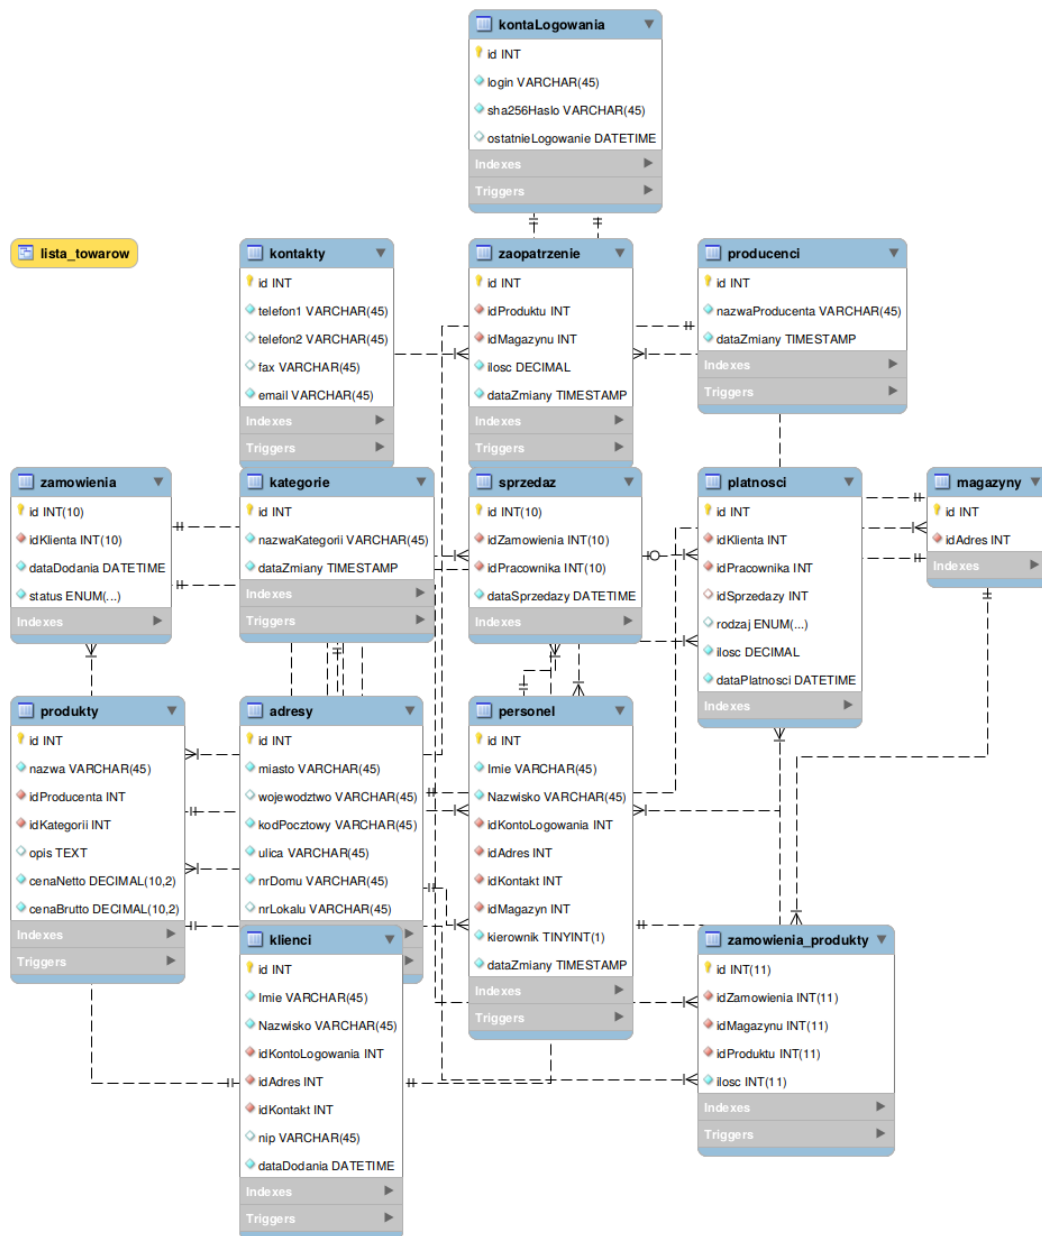 kontaLogowania
id INT
login VARCHAR(45)
sha256Haslo VARCHAR(45)
ostatnieLogowanie DATETIME
Indexes
Triggers
lista_towarow
kontakty
id INT
telefon1 VARCHAR(45)
telefon2 VARCHAR(45)
fax VARCHAR(45)
email VARCHAR(45)
Indexes
Triggers
zaopatrzenie
id INT
idProduktu INT
idMagazynu INT
ilosc DECIMAL
dataZmiany TIMESTAMP
Indexes
Triggers
producenci
id INT
nazwaProducenta VARCHAR(45)
dataZmiany TIMESTAMP
Indexes
Triggers
zamowienia
id INT(10)
idKlienta INT(10)
dataDodania DATETIME
status ENUM(...)
Indexes
kategorie
id INT
nazwaKategorii VARCHAR(45)
dataZmiany TIMESTAMP
Indexes
Triggers
sprzedaz
id INT(10)
idZamowienia INT(10)
idPracownika INT(10)
dataSprzedazy DATETIME
Indexes
platnosci
id INT
idKlienta INT
idPracownika INT
idSprzedazy INT
rodzaj ENUM(...)
ilosc DECIMAL
dataPlatnosci DATETIME
Indexes
magazyny
id INT
idAdres INT
Indexes
produkty
id INT
nazwa VARCHAR(45)
idProducenta INT
idKategorii INT
opis TEXT
cenaNetto DECIMAL(10,2)
cenaBrutto DECIMAL(10,2)
Indexes
Triggers
adresy
id INT
miasto VARCHAR(45)
wojewodztwo VARCHAR(45)
kodPocztowy VARCHAR(45)
ulica VARCHAR(45)
nrDomu VARCHAR(45)
nrLokalu VARCHAR(45)
personel
id INT
Imie VARCHAR(45)
Nazwisko VARCHAR(45)
idKontoLogowania INT
idAdres INT
idKontakt INT
idMagazyn INT
kierownik TINYINT(1)
dataZmiany TIMESTAMP
Indexes
Triggers
klienci
id INT
Imie VARCHAR(45)
Nazwisko VARCHAR(45)
idKontoLogowania INT
idAdres INT
idKontakt INT
nip VARCHAR(45)
dataDodania DATETIME
Indexes
Triggers
zamowienia_produkty
id INT(11)
idZamowienia INT(11)
idMagazynu INT(11)
idProduktu INT(11)
ilosc INT(11)
Indexes
Triggers